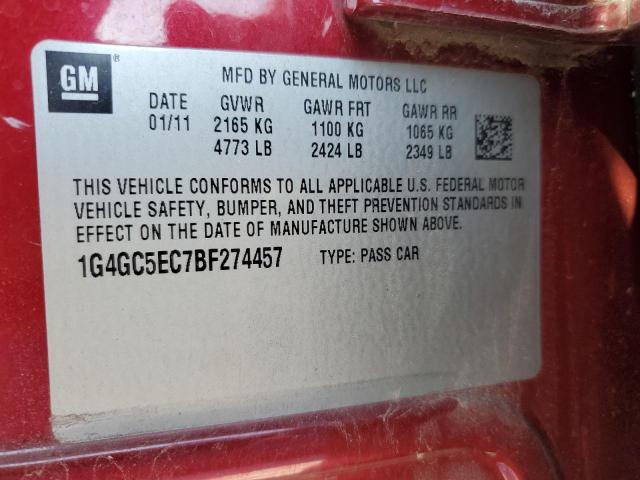 GM ®
MFD BY GENERAL MOTORS LLC
DATE GVWR GAWR FRT GAWR RR
01/11 2165 KG 1100 KG 1065 KG
4773 LB 2424 LB 2349 LB
THIS VEHICLE CONFORMS TO ALL APPLICABLE U.S. FEDERAL MOTOR
VEHICLE SAFETY, BUMPER, AND THEFT PREVENTION STANDARDS IN
EFFECT ON THE DATE OF MANUFACTURE SHOWN ABOVE.
1G4GC5EC7BF274457 TYPE: PASS CAR